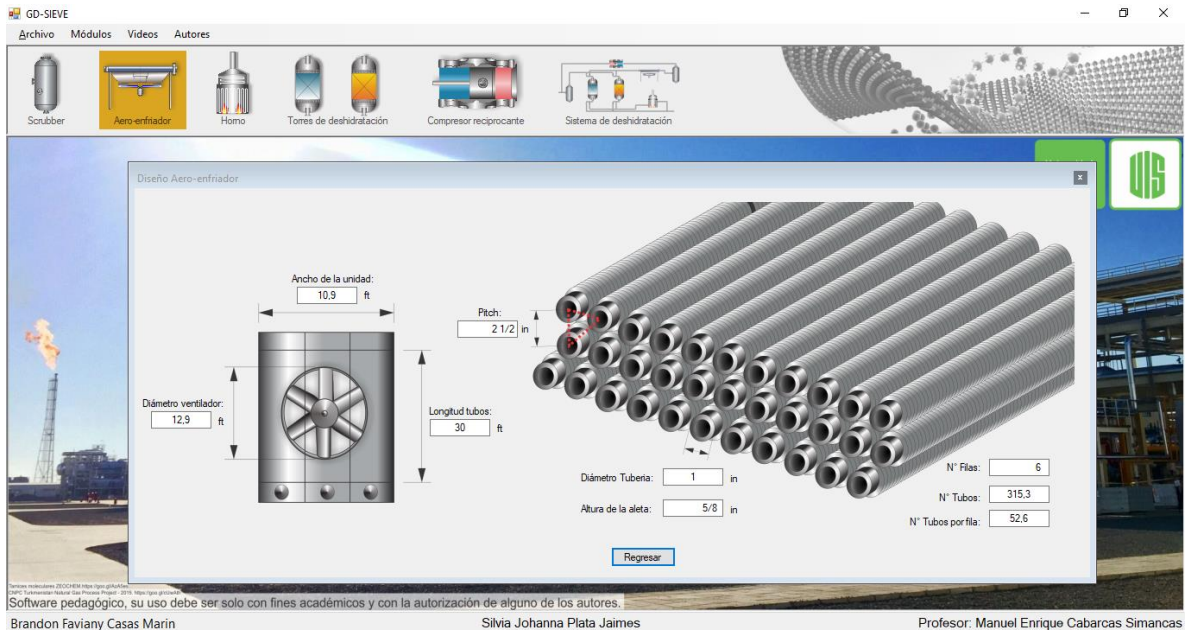 GD-SIEVE
Archivo Módulos Videos Autores
Scrubber Aero-enfriador Horno Torres de deshidratación Compresor reciprocante Sistema de deshidratación
UIS
Diseño Aero-enfriador x
Ancho de la unidad:
10,9 ft
Pitch:
2 1/2 in
Diámetro ventilador:
12,9 ft
Longitud tubos:
30 ft
Diámetro Tuberia: 1 in
Altura de la aleta: 5/8 in
N° Filas: 6
N° Tubos: 315,3
N° Tubos por fila: 52,6
Regresar
Software pedagógico, su uso debe ser solo con fines académicos y con la autorización de alguno de los autores.
Brandon Faviany Casas Marin Silvia Johanna Plata Jaimes Profesor: Manuel Enrique Cabarcas Simancas